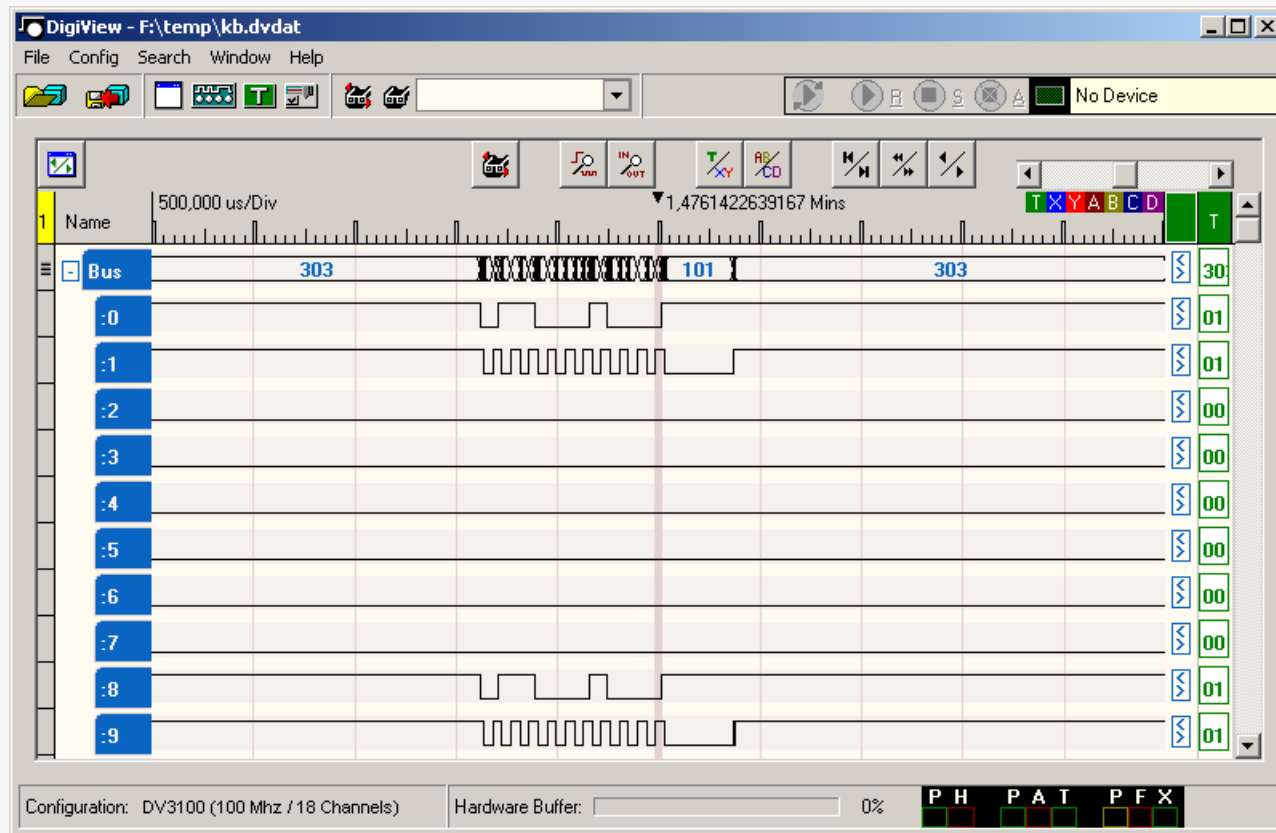 DigiView - F:\temp\kb.dvdat
File Config Search Window Help
R S A No Device
500,000 us/Div 1,4761422639167 Mins T X Y A B C D
1 Name T
Bus 303 101 303 30
:0 01
:1 01
:2 00
:3 00
:4 00
:5 00
:6 00
:7 00
:8 01
:9 01
Configuration: DV3100 (100 Mhz / 18 Channels) Hardware Buffer: 0% P H P A T P F X